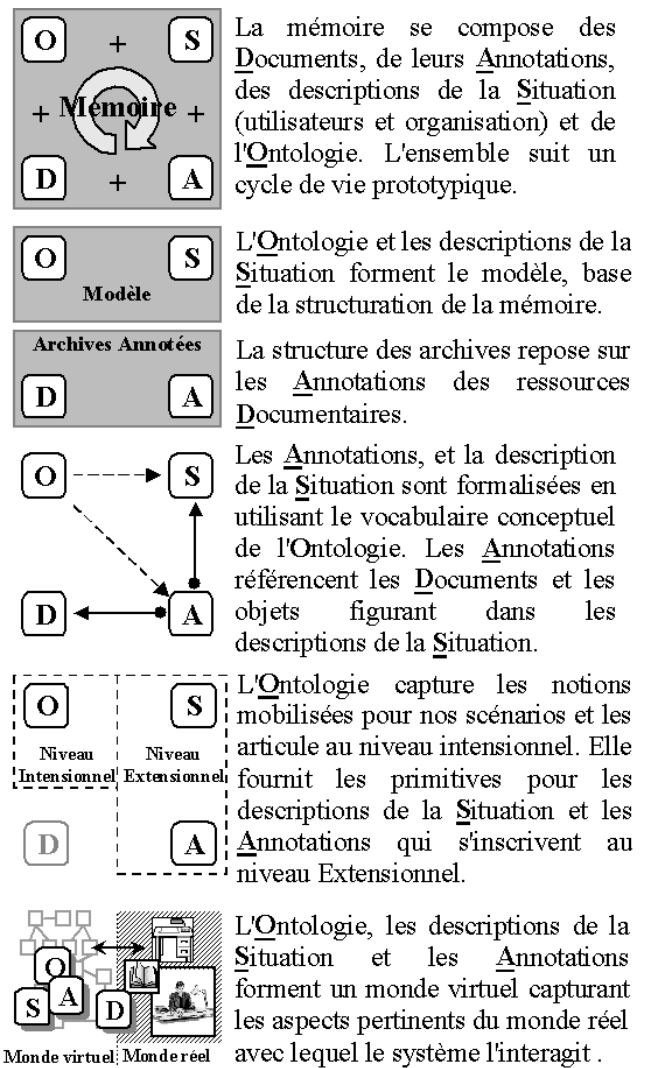 O + S
+ Mémoire +
D + A
La mémoire se compose des
Documents, de leurs Annotations,
des descriptions de la Situation
(utilisateurs et organisation) et de
l'Ontologie. L'ensemble suit un
cycle de vie prototypique.
O S
Modèle
L'Ontologie et les descriptions de la
Situation forment le modèle, base
de la structuration de la mémoire.
Archives Annotées
D A
La structure des archives repose sur
les Annotations des ressources
Documentaires.
O S
D A
Les Annotations, et la description
de la Situation sont formalisées en
utilisant le vocabulaire conceptuel
de l'Ontologie. Les Annotations
référencent les Documents et les
objets figurant dans les
descriptions de la Situation.
O S
Niveau Niveau
Intensionnel Extensionnel
D A
L'Ontologie capture les notions
mobilisées pour nos scénarios et les
articule au niveau intensionnel. Elle
fournit les primitives pour les
descriptions de la Situation et les
Annotations qui s'inscrivent au
niveau Extensionnel.
O
S A D
Monde virtuel Monde réel
L'Ontologie, les descriptions de la
Situation et les Annotations
forment un monde virtuel capturant
les aspects pertinents du monde réel
avec lequel le système l'interagit .